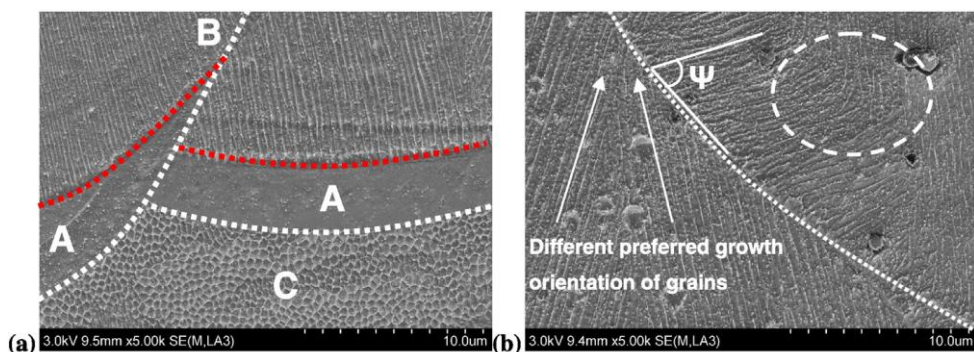 B
A
A
C
(a)
3.0kV 9.5mm x5.00k SE(M,LA3)
10.0um
Ψ
Different preferred growth
orientation of grains
(b)
3.0kV 9.4mm x5.00k SE(M,LA3)
10.0um